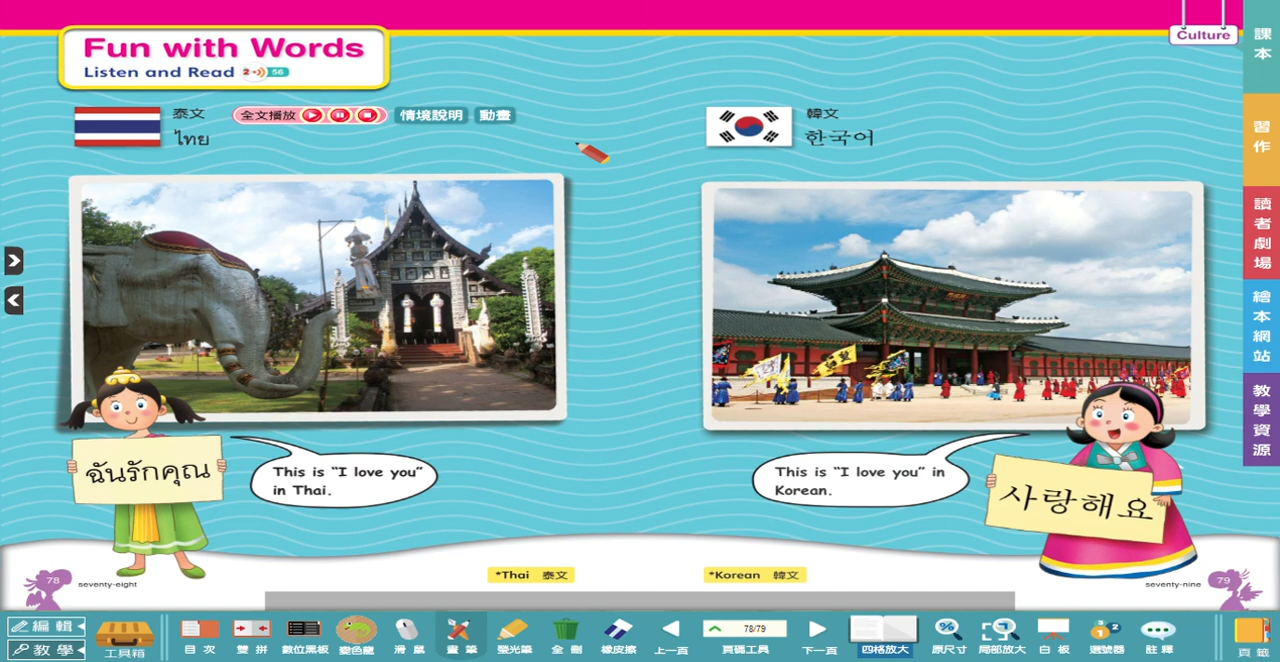 Fun with Words
Listen and Read 2 56
Culture
泰文
ไทย
全文播放
情境說明
動畫
韓文
한국어
ฉันรักคุณ
This is “I love you”
in Thai.
This is “I love you” in
Korean.
사랑해요
78
seventy-eight
*Thai 泰文
*Korean 韓文
seventy-nine
79
課本
習作
讀者劇場
繪本網站
教學資源
編輯
教學
工具箱
目次
雙拼
數位黑板
變色龍
滑鼠
畫筆
螢光筆
全刪
橡皮擦
上一頁
78/79
頁碼工具
下一頁
四格放大
原尺寸
局部放大
白板
選號器
註釋
頁籤